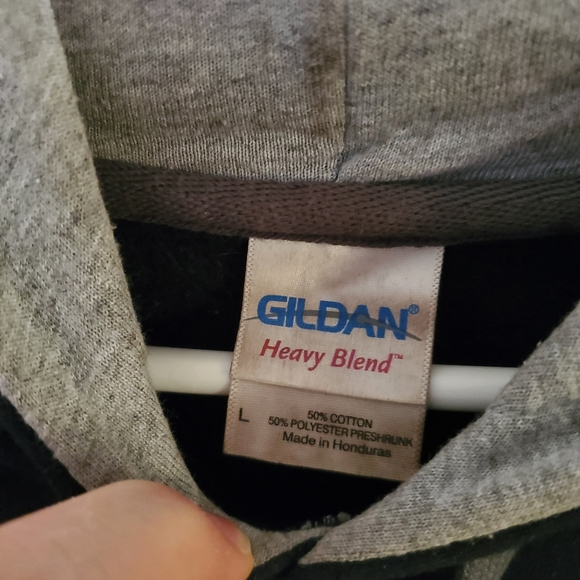 GILDAN®
Heavy Blend™
L
50% COTTON
50% POLYESTER PRESHRUNK
Made in Honduras